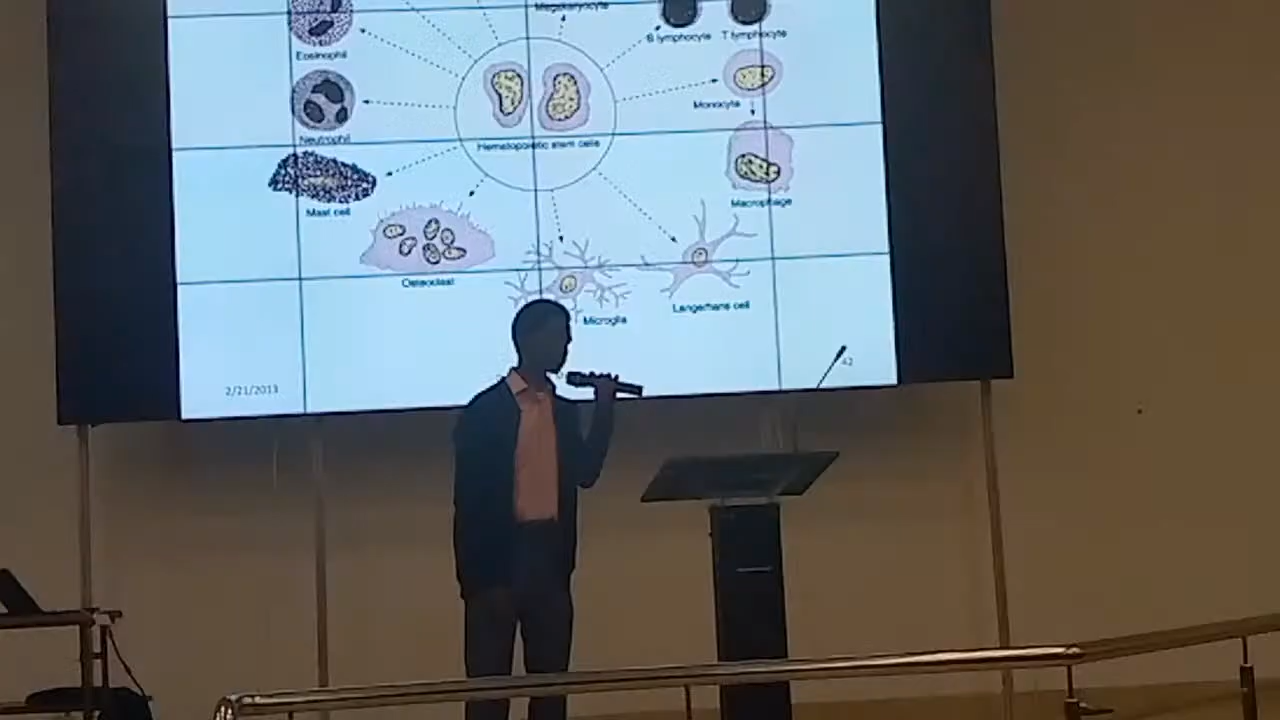 Megakaryocyte
B lymphocyte
T lymphocyte
Eosinophil
Monocyte
Neutrophil
Hematopoietic stem cells
Macrophage
Mast cell
Osteoclast
Langerhans cell
Microglia
42
2/21/2013